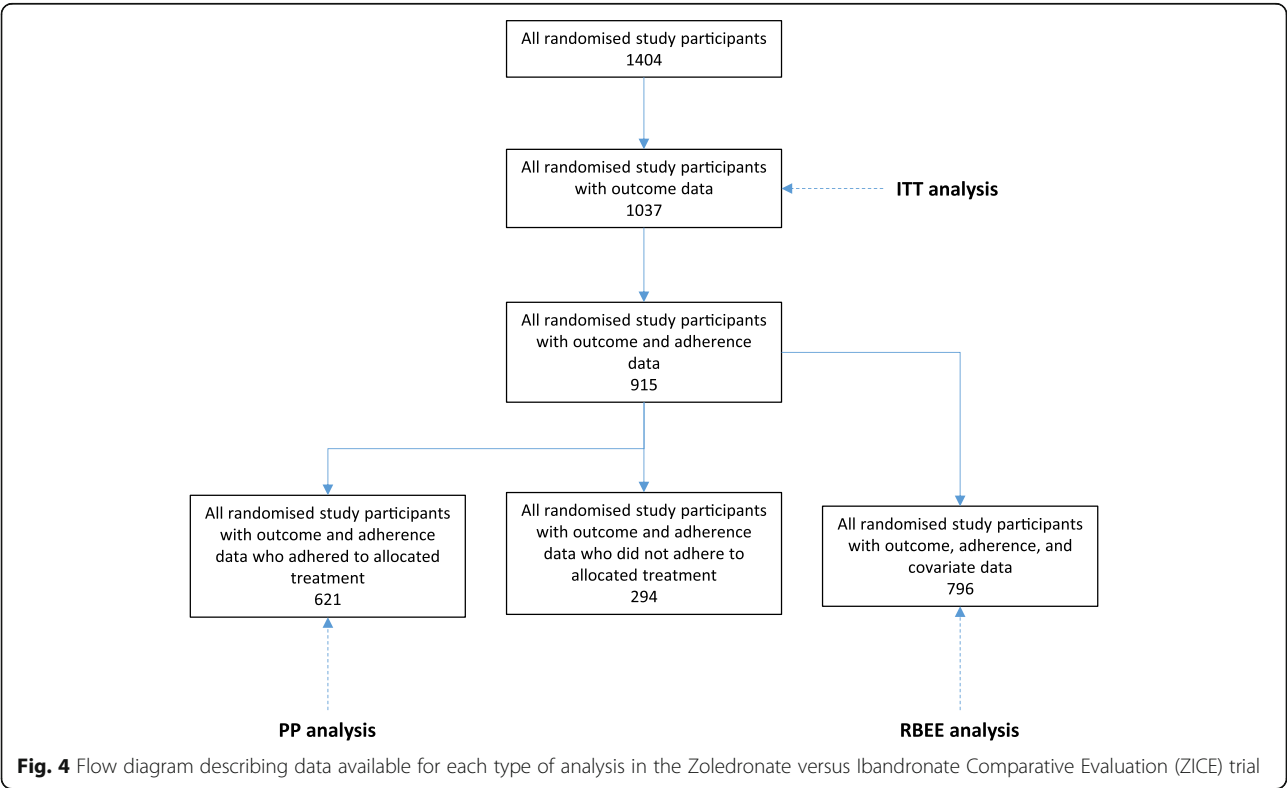 All randomised study participants
1404
All randomised study participants
with outcome data
1037
ITT analysis
All randomised study participants
with outcome and adherence
data
915
All randomised study participants
with outcome and adherence
data who adhered to allocated
treatment
621
All randomised study participants
with outcome and adherence
data who did not adhere to
allocated treatment
294
All randomised study participants
with outcome, adherence, and
covariate data
796
PP analysis
RBEE analysis
Fig. 4 Flow diagram describing data available for each type of analysis in the Zoledronate versus Ibandronate Comparative Evaluation (ZICE) trial